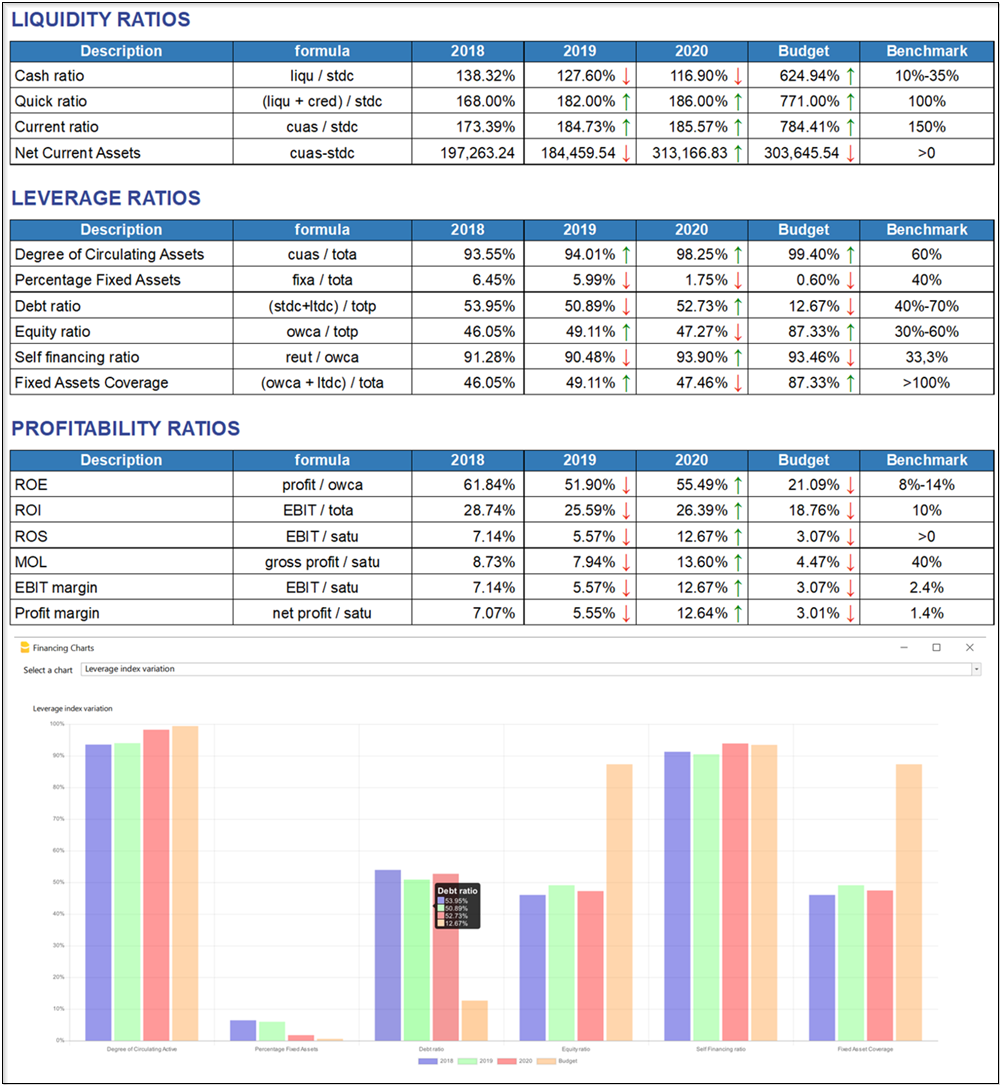 LIQUIDITY RATIOS
Description formula 2018 2019 2020 Budget Benchmark
Cash ratio liqu / stdc 138.32% 127.60% ↓ 116.90% ↓ 624.94% ↑ 10%-35%
Quick ratio (liqu + cred) / stdc 168.00% 182.00% ↑ 186.00% ↑ 771.00% ↑ 100%
Current ratio cuas / stdc 173.39% 184.73% ↑ 185.57% ↑ 784.41% ↑ 150%
Net Current Assets cuas-stdc 197,263.24 184,459.54 ↓ 313,166.83 ↑ 303,645.54 ↓ >0
LEVERAGE RATIOS
Description formula 2018 2019 2020 Budget Benchmark
Degree of Circulating Assets cuas / tota 93.55% 94.01% ↑ 98.25% ↑ 99.40% ↑ 60%
Percentage Fixed Assets fixa / tota 6.45% 5.99% ↓ 1.75% ↓ 0.60% ↓ 40%
Debt ratio (stdc+ltdc) / totp 53.95% 50.89% ↓ 52.73% ↑ 12.67% ↓ 40%-70%
Equity ratio owca / totp 46.05% 49.11% ↑ 47.27% ↓ 87.33% ↑ 30%-60%
Self financing ratio reut / owca 91.28% 90.48% ↓ 93.90% ↑ 93.46% ↓ 33,3%
Fixed Assets Coverage (owca + ltdc) / tota 46.05% 49.11% ↑ 47.46% ↓ 87.33% ↑ >100%
PROFITABILITY RATIOS
Description formula 2018 2019 2020 Budget Benchmark
ROE profit / owca 61.84% 51.90% ↓ 55.49% ↑ 21.09% ↓ 8%-14%
ROI EBIT / tota 28.74% 25.59% ↓ 26.39% ↑ 18.76% ↓ 10%
ROS EBIT / satu 7.14% 5.57% ↓ 12.67% ↑ 3.07% ↓ >0
MOL gross profit / satu 8.73% 7.94% ↓ 13.60% ↑ 4.47% ↓ 40%
EBIT margin EBIT / satu 7.14% 5.57% ↓ 12.67% ↑ 3.07% ↓ 2.4%
Profit margin net profit / satu 7.07% 5.55% ↓ 12.64% ↑ 3.01% ↓ 1.4%
Financing Charts
Select a chart Leverage index variation
Leverage index variation
100%
90%
80%
70%
60%
50%
40%
30%
20%
10%
0%
Debt ratio
53.95%
50.89%
52.73%
12.67%
Degree of Circulating Active Percentage Fixed Assets Debt ratio Equity ratio Self Financing ratio Fixed Asset Coverage
2018 2019 2020 Budget